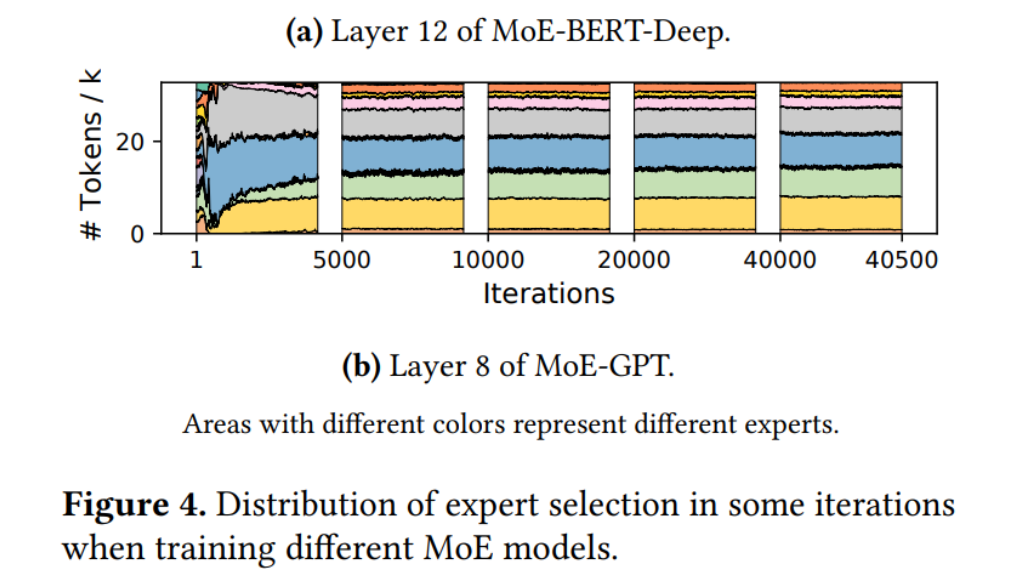 (a) Layer 12 of MoE-BERT-Deep.
# Tokens / k
20
0
1 5000 10000 20000 40000 40500
Iterations
(b) Layer 8 of MoE-GPT.
Areas with different colors represent different experts.
Figure 4. Distribution of expert selection in some iterations
when training different MoE models.